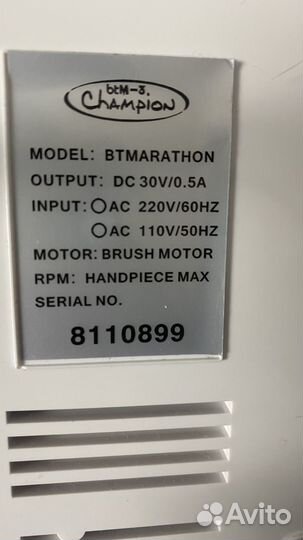 btM-3.
CHAMPION
MODEL: BTMARATHON
OUTPUT: DC 30V/0.5A
INPUT: AC 220V/60HZ
AC 110V/50HZ
MOTOR: BRUSH MOTOR
RPM: HANDPIECE MAX
SERIAL NO.
8110899
Avito